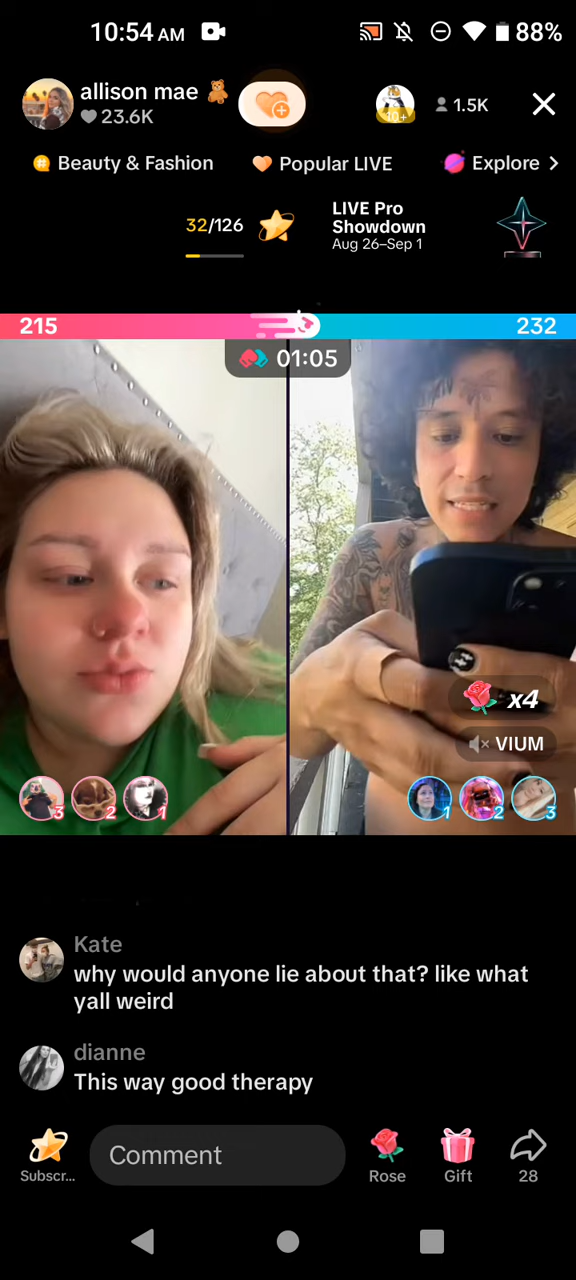 10:54 AM
88%
allison mae
23.6K
10+
1.5K
Beauty & Fashion
Popular LIVE
Explore
32/126
LIVE Pro
Showdown
Aug 26–Sep 1
215
232
01:05
x4
VIUM
3
2
1
1
2
3
Kate
why would anyone lie about that? like what
yall weird
dianne
This way good therapy
Subscr...
Comment
Rose
Gift
28